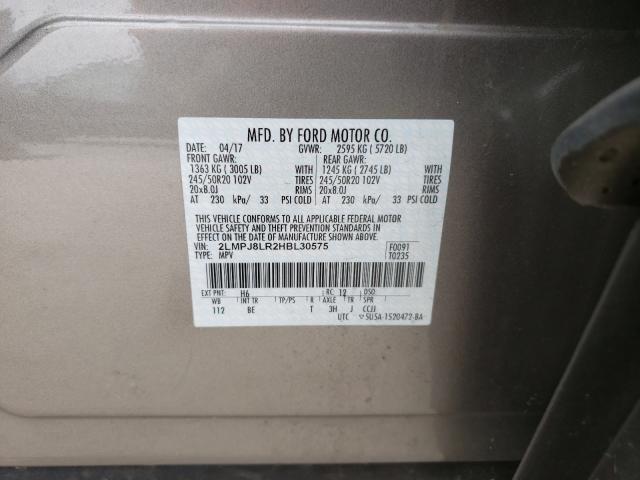 MFD. BY FORD MOTOR CO.
DATE: 04/17 GVWR: 2595 KG ( 5720 LB)
FRONT GAWR: REAR GAWR:
1363 KG ( 3005 LB) WITH 1245 KG ( 2745 LB) WITH
245/50R20 102V TIRES 245/50R20 102V TIRES
20x8.0J RIMS 20x8.0J RIMS
AT 230 kPa/ 33 PSI COLD AT 230 kPa/ 33 PSI COLD
THIS VEHICLE CONFORMS TO ALL APPLICABLE FEDERAL MOTOR
VEHICLE SAFETY AND THEFT PREVENTION STANDARDS IN
EFFECT ON THE DATE OF MANUFACTURE SHOWN ABOVE.
VIN: 2LMPJ8LR2HBL30575 F0091
TYPE: MPV T0235
EXT PNT: H6 RC: 12 DSO:
WB INT TR TP/PS R AXLE TR SPR
112 BE T 3H J CCJJ
UTC 5U5A-1520472-BA